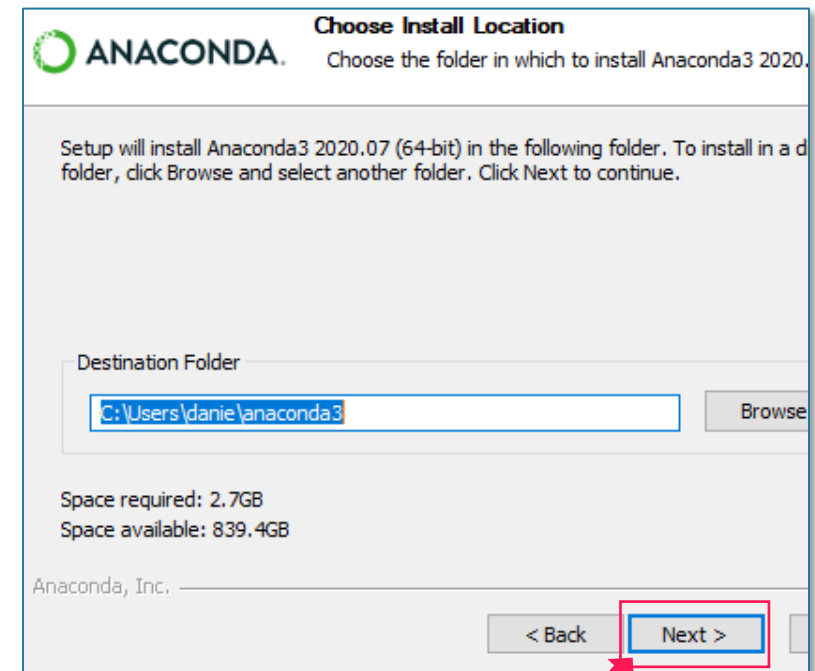 Choose Install Location
ANACONDA.
Choose the folder in which to install Anaconda3 2020.
Setup will install Anaconda3 2020.07 (64-bit) in the following folder. To install in a d
folder, click Browse and select another folder. Click Next to continue.
Destination Folder
C:\Users\danie\anaconda3
Browse
Space required: 2.7GB
Space available: 839.4GB
Anaconda, Inc.
< Back
Next >